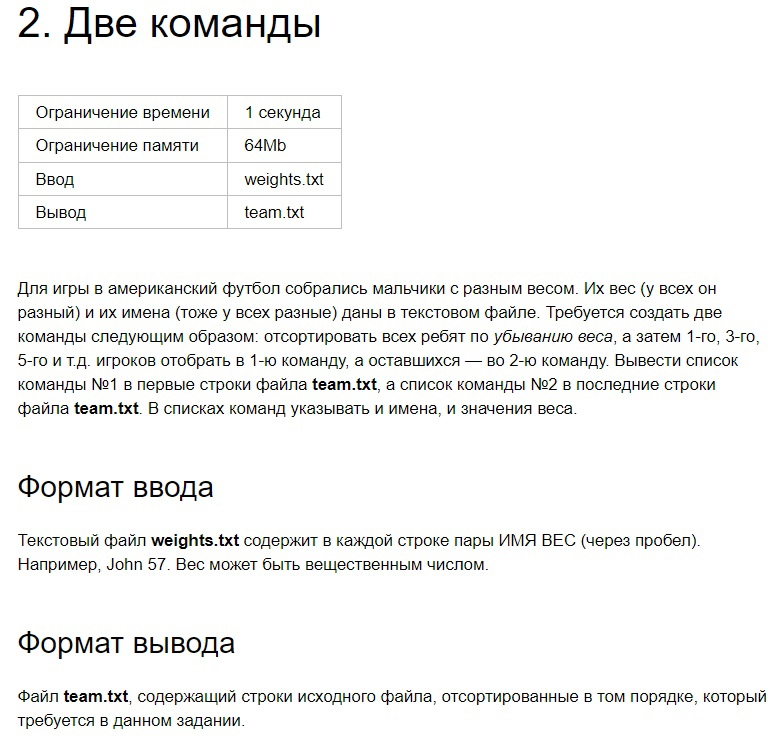 2. Две команды
Ограничение времени 1 секунда
Ограничение памяти 64Mb
Ввод weights.txt
Вывод team.txt
Для игры в американский футбол собрались мальчики с разным весом. Их вес (у всех он
разный) и их имена (тоже у всех разные) даны в текстовом файле. Требуется создать две
команды следующим образом: отсортировать всех ребят по убыванию веса, а затем 1-го, 3-го,
5-го и т.д. игроков отобрать в 1-ю команду, а оставшихся — во 2-ю команду. Вывести список
команды №1 в первые строки файла team.txt, а список команды №2 в последние строки
файла team.txt. В списках команд указывать и имена, и значения веса.
Формат ввода
Текстовый файл weights.txt содержит в каждой строке пары ИМЯ ВЕС (через пробел).
Например, John 57. Вес может быть вещественным числом.
Формат вывода
Файл team.txt, содержащий строки исходного файла, отсортированные в том порядке, который
требуется в данном задании.